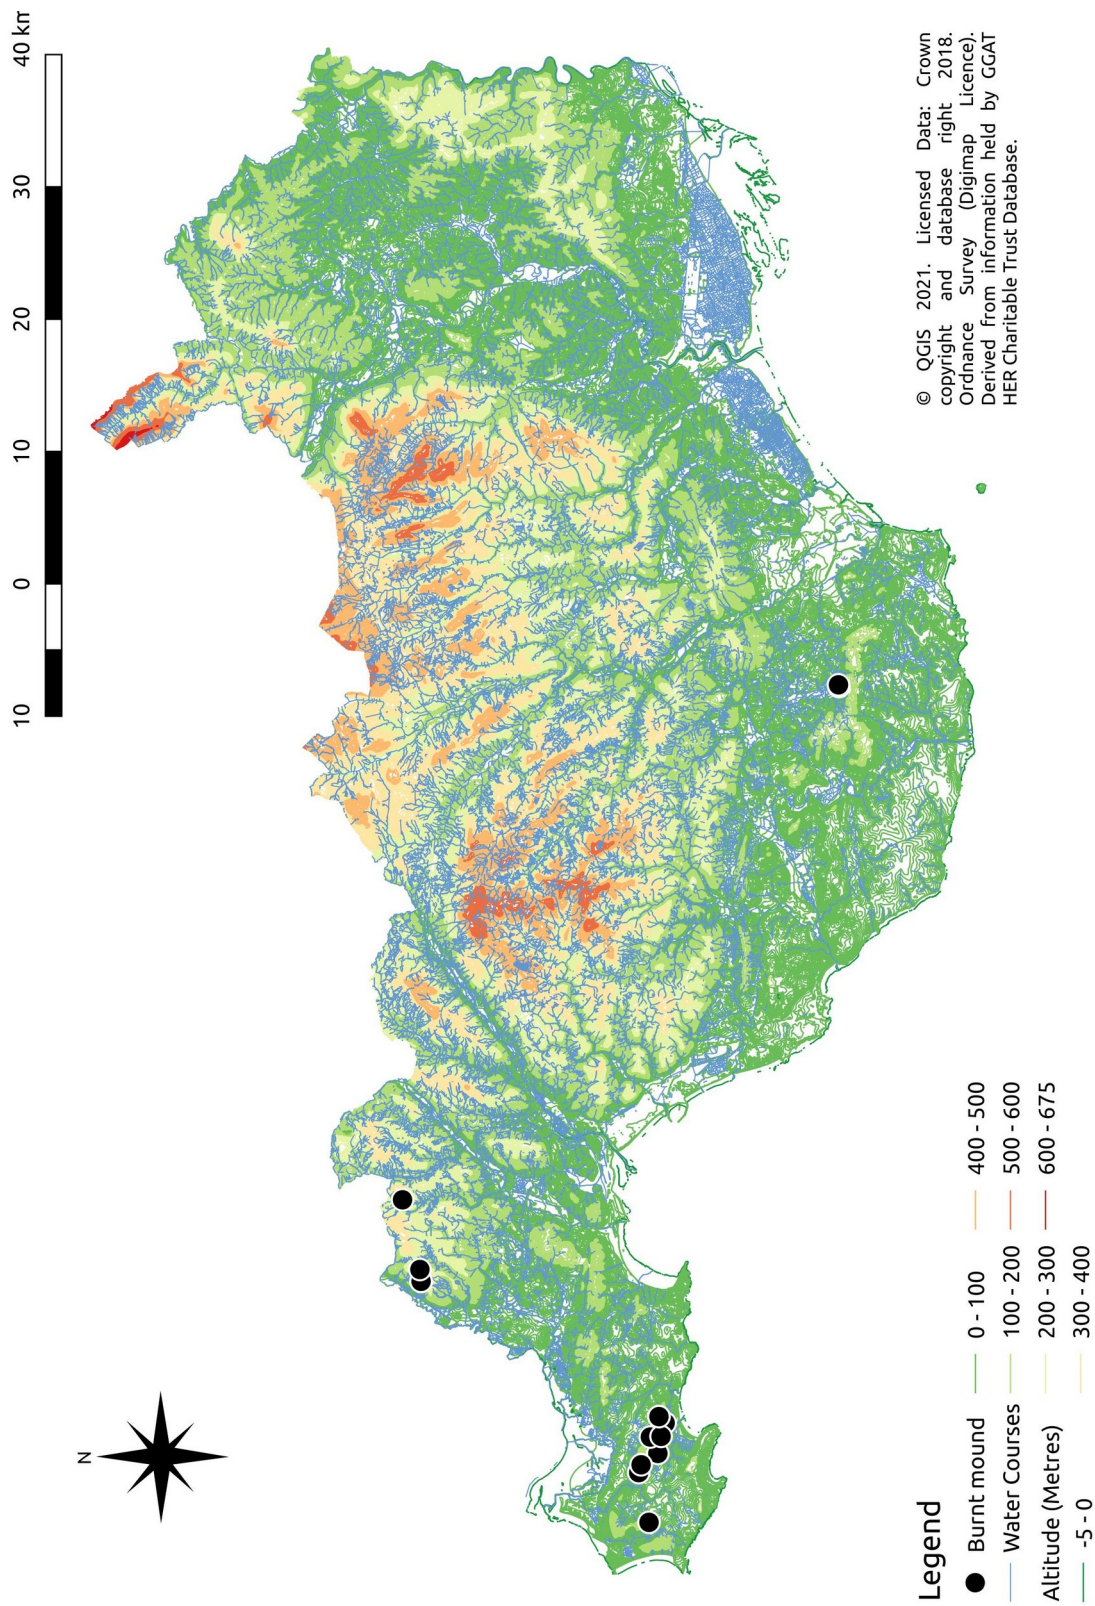 N
10 0 10 20 30 40 km
Legend
Burnt mound
Water Courses
Altitude (Metres)
-5 - 0
0 - 100
100 - 200
200 - 300
300 - 400
400 - 500
500 - 600
600 - 675
© QGIS 2021. Licensed Data: Crown
copyright and database right 2018.
Ordnance Survey (Digimap Licence).
Derived from information held by GGAT
HER Charitable Trust Database.